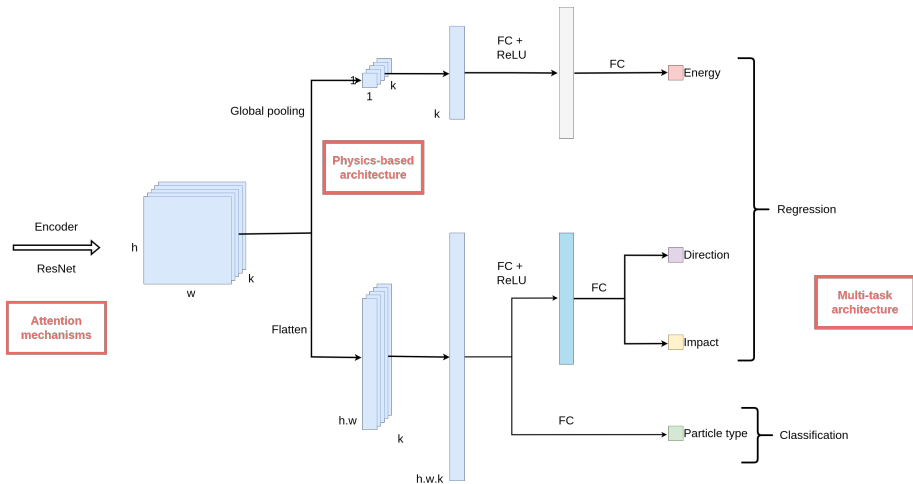 FC +
ReLU
FC
Energy
1
k
1
k
Global pooling
Physics-based
architecture
Regression
Encoder
h
ResNet
k
w
FC +
ReLU
Direction
FC
Multi-task
architecture
Attention
mechanisms
Flatten
Impact
h.w
k
FC
Particle type
Classification
h.w.k